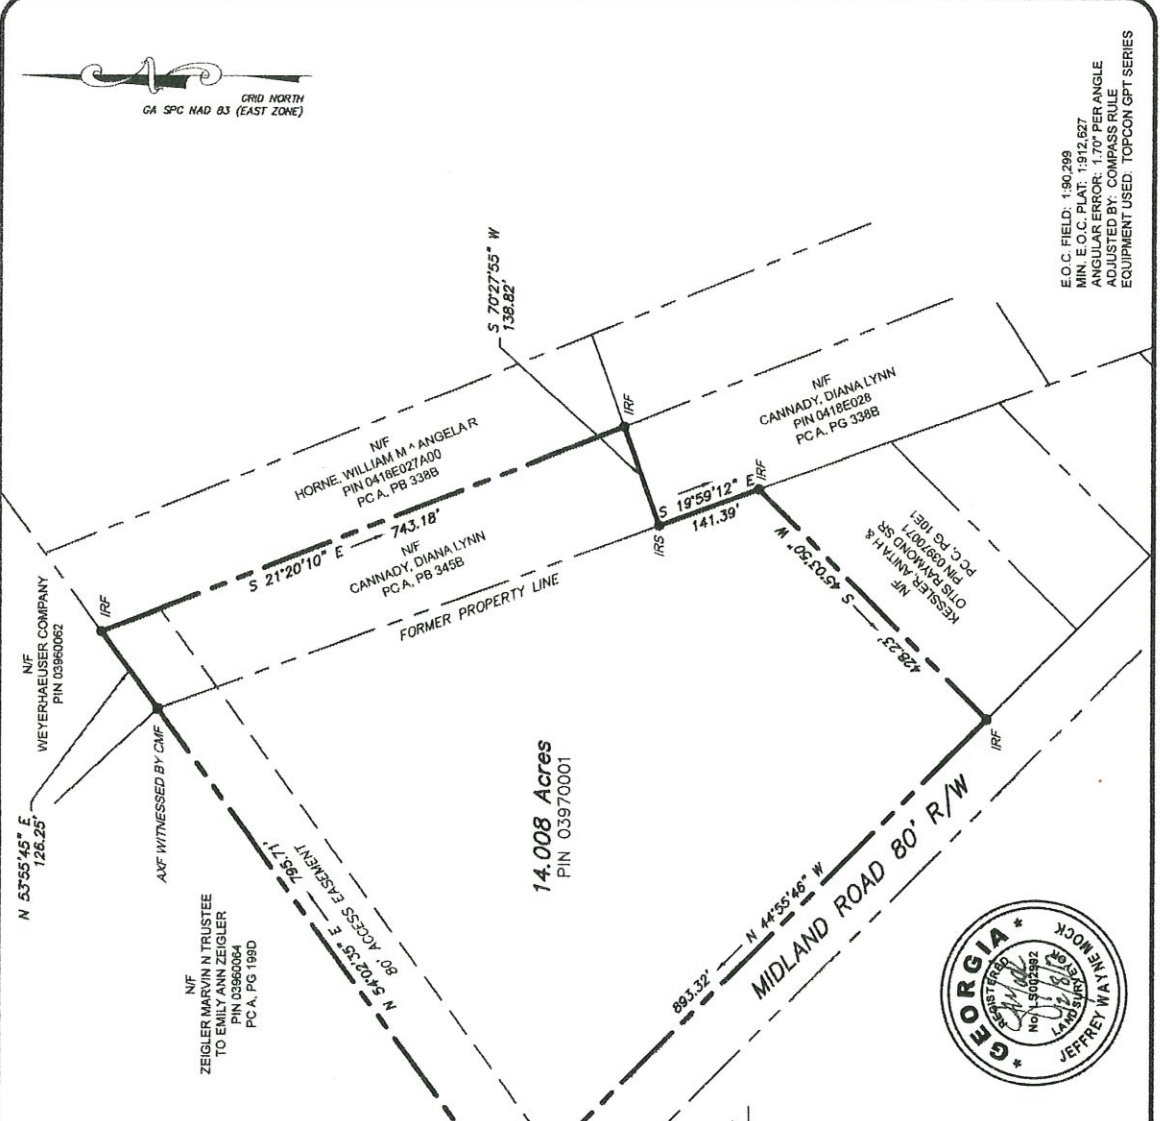 GRID NORTH
GA SPC NAD 83 (EAST ZONE)
E.O.C. FIELD: 1:90,299
MIN. E.O.C. PLAT: 1:912,627
ANGULAR ERROR: 1.70" PER ANGLE
ADJUSTED BY: COMPASS RULE
EQUIPMENT USED: TOPCON GPT SERIES
S 70°27'55" W
138.82'
N/F
HORNE, WILLIAM M ^ ANGELA R
PIN 0418E027A00
PC A, PB 338B
IRF
N/F
CANNADY, DIANA LYNN
PIN 0418E028
PC A, PG 338B
S 21°20'10" E
743.18'
N/F
CANNADY, DIANA LYNN
PC A, PB 345B
FORMER PROPERTY LINE
IRS
S 19°59'12" E
141.39'
IRF
N/F
WEYERHAEUSER COMPANY
PIN 03960062
IRF
N 53°55'45" E
126.25'
AXF WITNESSED BY CMF
S 45°03'50" W
428.23'
N/F
KESSLER, ANITA H &
OTIS RAYMOND SR
PIN 03970071
PC C, PG 10E1
IRF
14.008 Acres
PIN 03970001
N/F
ZEIGLER MARVIN N TRUSTEE
TO EMILY ANN ZEIGLER
PIN 03960064
PC A, PG 199D
N 54°02'35" E
795.71'
80' ACCESS EASEMENT
N 44°55'46" W
893.32'
MIDLAND ROAD 80' R/W
* GEORGIA *
REGISTERED
No. LS002992
LAND SURVEYOR
JEFFREY WAYNE MOCK